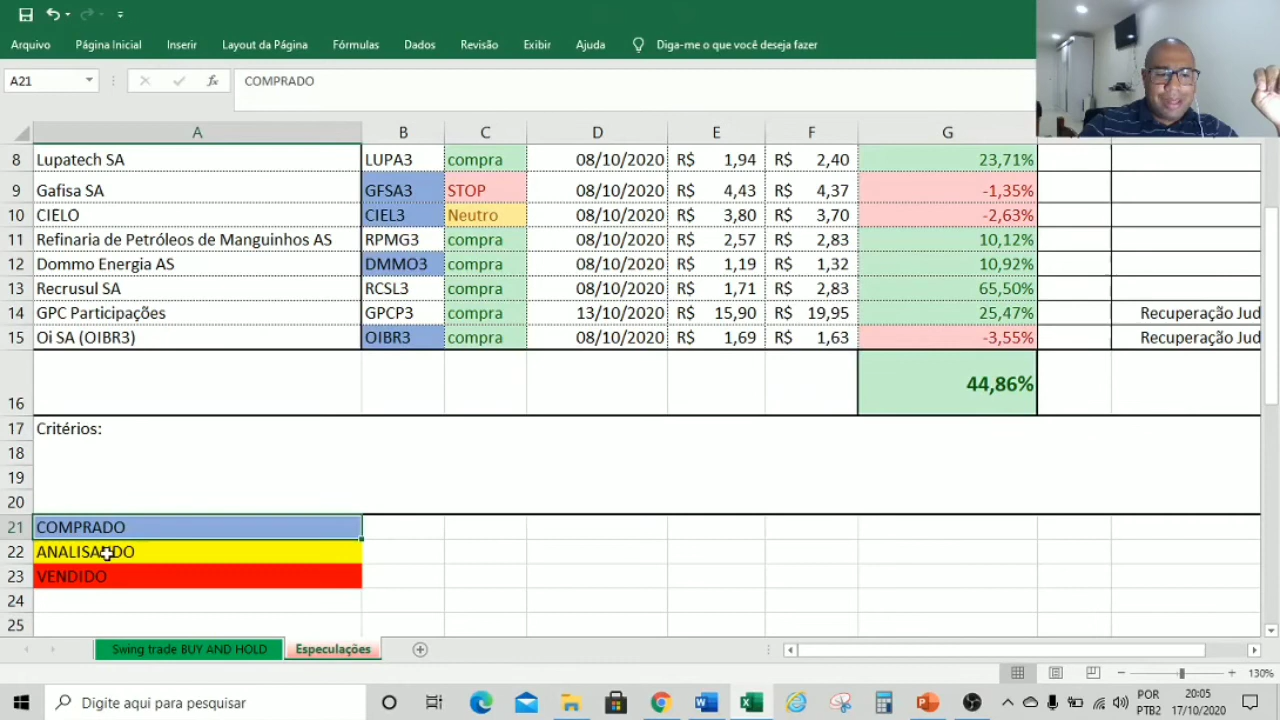 Arquivo Página Inicial Inserir Layout da Página Fórmulas Dados Revisão Exibir Ajuda Diga-me o que você deseja fazer
A21 fx COMPRADO
A B C D E F G
8 Lupatech SA LUPA3 compra 08/10/2020 R$ 1,94 R$ 2,40 23,71%
9 Gafisa SA GFSA3 STOP 08/10/2020 R$ 4,43 R$ 4,37 -1,35%
10 CIELO CIEL3 Neutro 08/10/2020 R$ 3,80 R$ 3,70 -2,63%
11 Refinaria de Petróleos de Manguinhos AS RPMG3 compra 08/10/2020 R$ 2,57 R$ 2,83 10,12%
12 Dommo Energia AS DMMO3 compra 08/10/2020 R$ 1,19 R$ 1,32 10,92%
13 Recrusul SA RCSL3 compra 08/10/2020 R$ 1,71 R$ 2,83 65,50%
14 GPC Participações GPCP3 compra 13/10/2020 R$ 15,90 R$ 19,95 25,47% Recuperação Jud
15 Oi SA (OIBR3) OIBR3 compra 08/10/2020 R$ 1,69 R$ 1,63 -3,55% Recuperação Jud
16 44,86%
17 Critérios:
18
19
20
21 COMPRADO
22 ANALISANDO
23 VENDIDO
24
25
Swing trade BUY AND HOLD Especulações
130%
Digite aqui para pesquisar POR 20:05
PTB2 17/10/2020